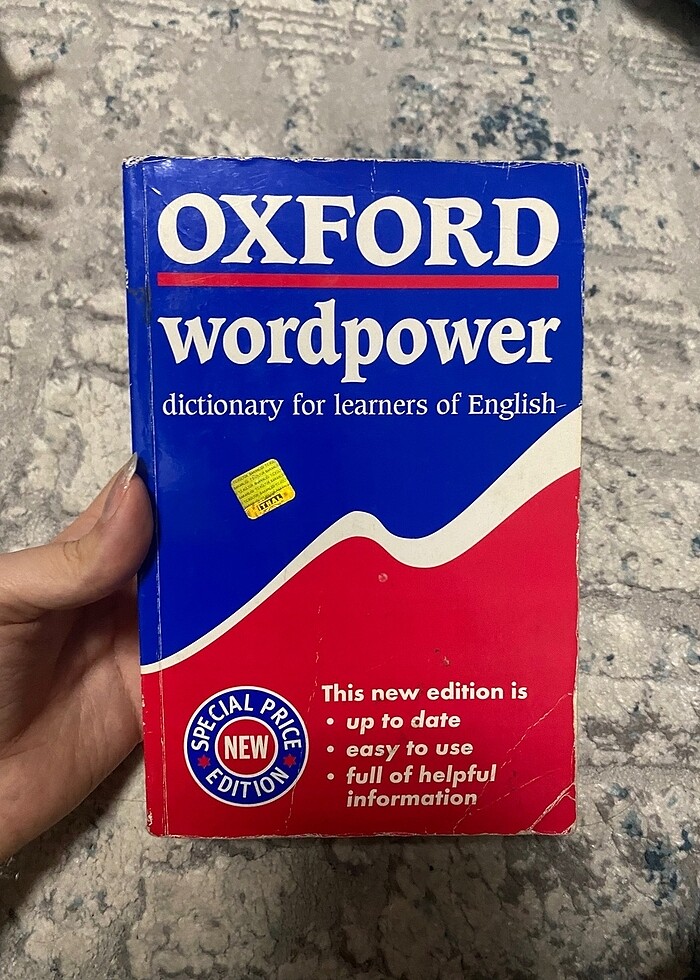 OXFORD
wordpower
dictionary for learners of English
SPECIAL PRICE
NEW
EDITION
This new edition is
• up to date
• easy to use
• full of helpful
information